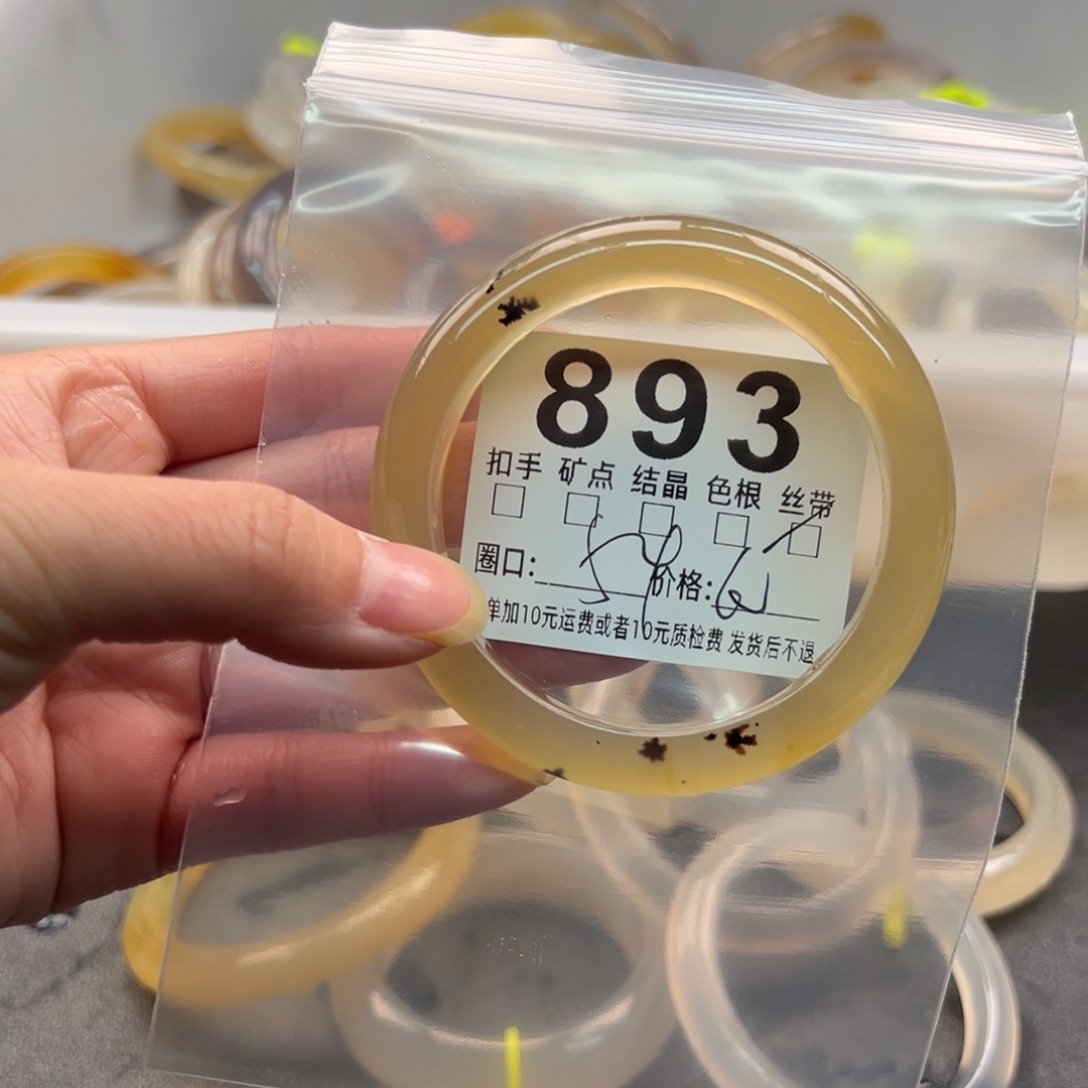 893
扣手 矿点 结晶 色根 丝带
圈口: 54 价格:
单加10元运费或者10元质检费 发货后不退